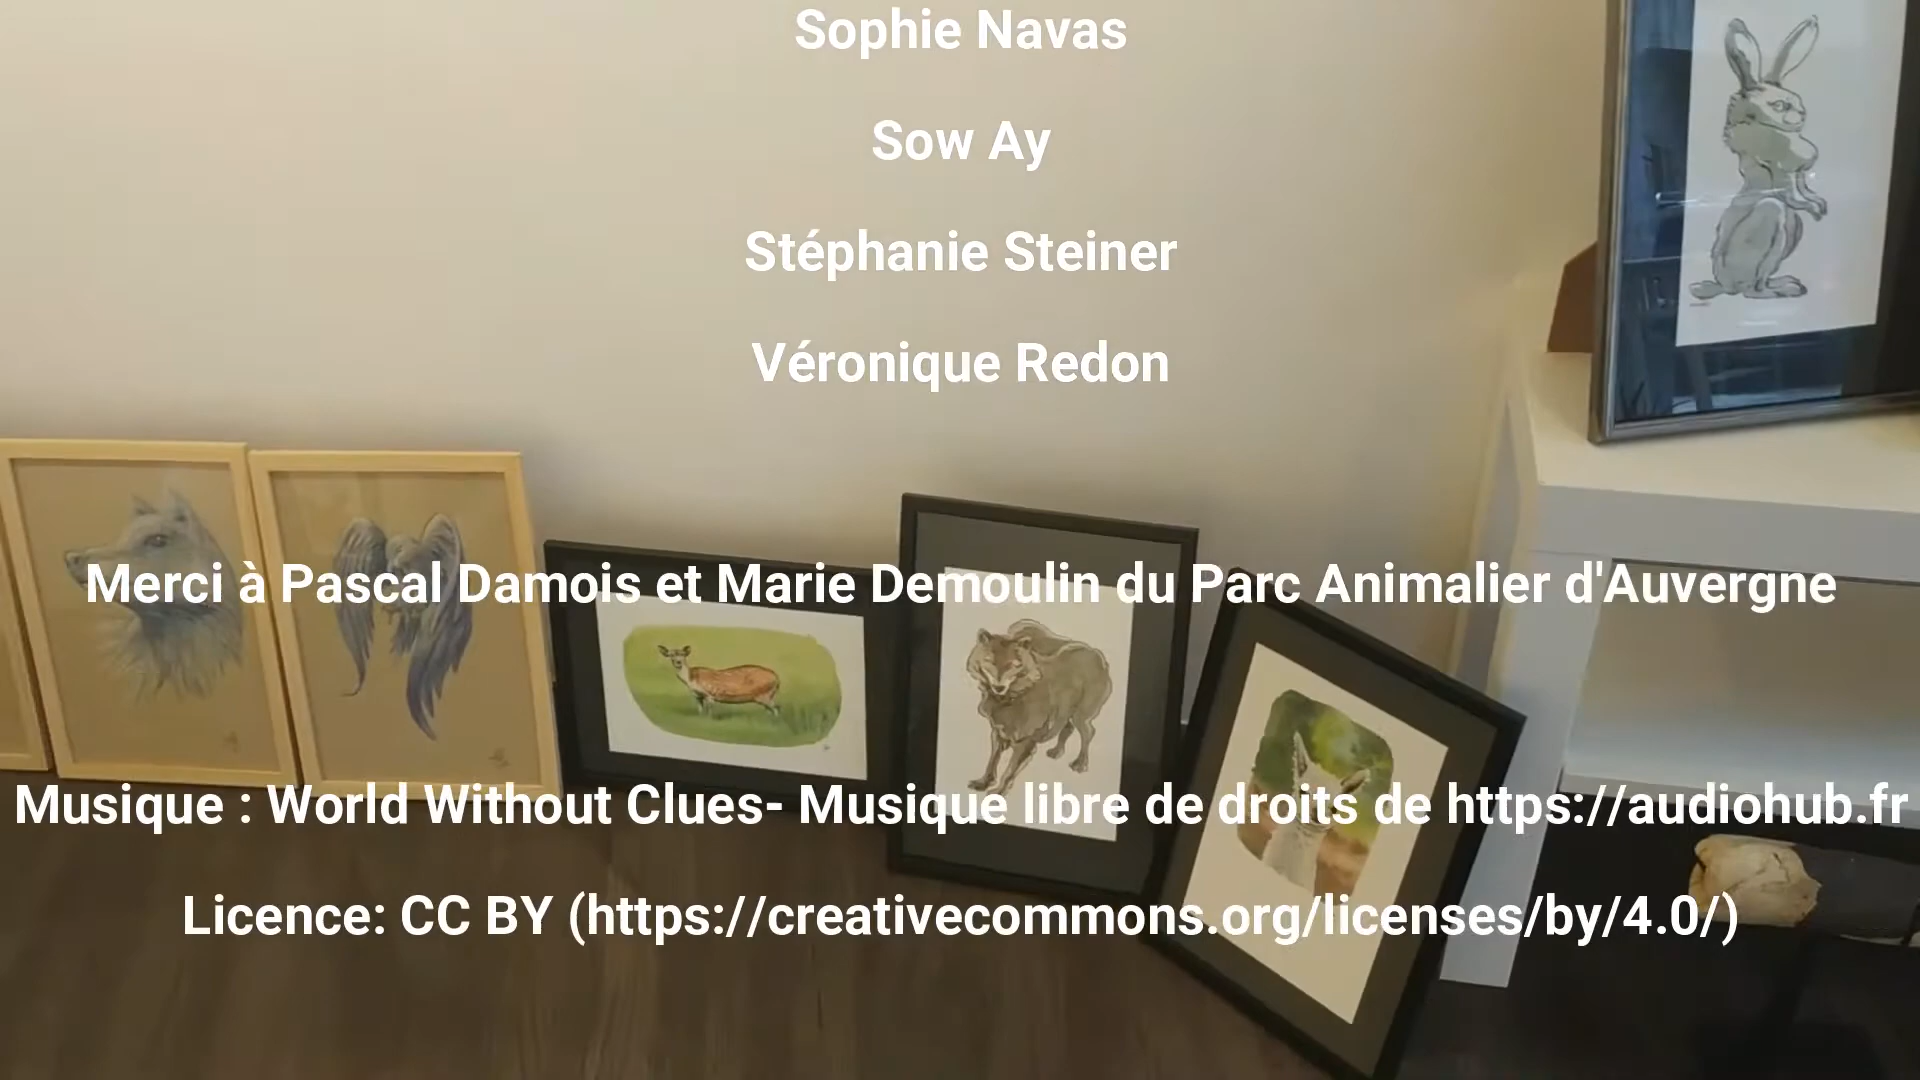 Sophie Navas
Sow Ay
Stéphanie Steiner
Véronique Redon
Merci à Pascal Damois et Marie Demoulin du Parc Animalier d'Auvergne
Musique : World Without Clues- Musique libre de droits de https://audiohub.fr
Licence: CC BY (https://creativecommons.org/licenses/by/4.0/)